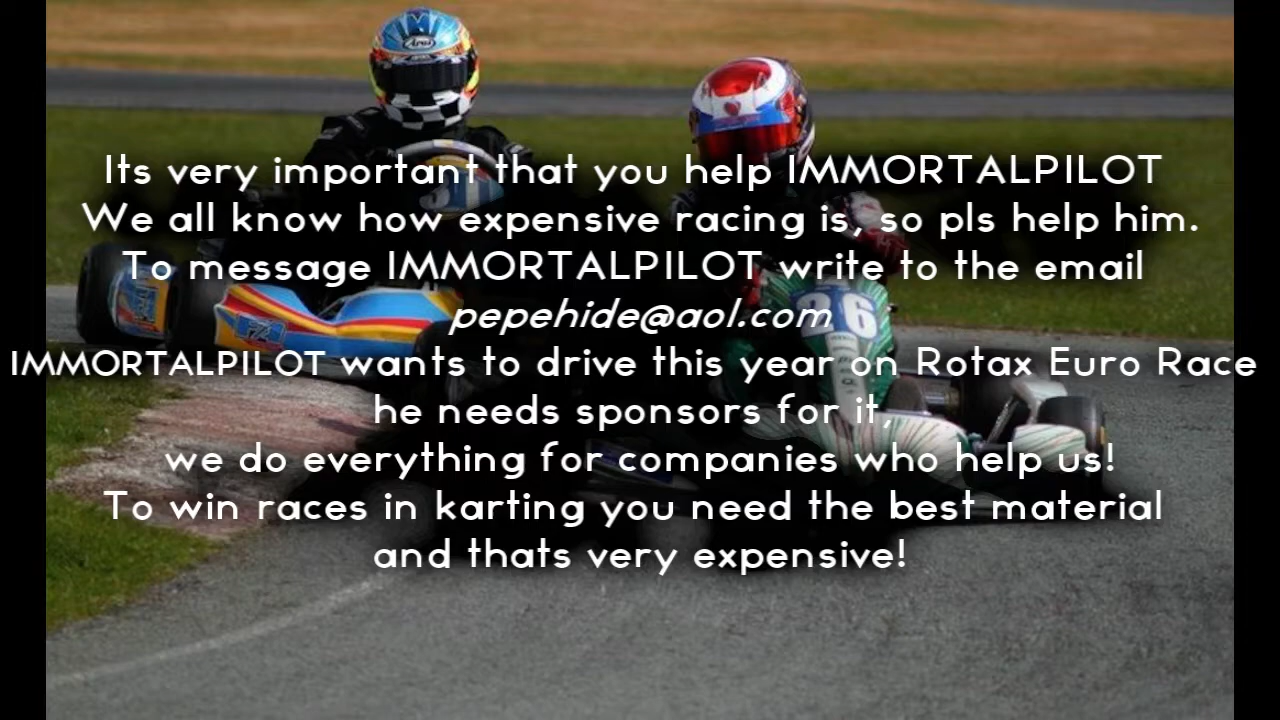 Arai
Its very important that you help IMMORTALPILOT
We all know how expensive racing is, so pls help him.
To message IMMORTALPILOT write to the email
pepehide@aol.com
IMMORTALPILOT wants to drive this year on Rotax Euro Race
he needs sponsors for it,
we do everything for companies who help us!
To win races in karting you need the best material
and thats very expensive!
26